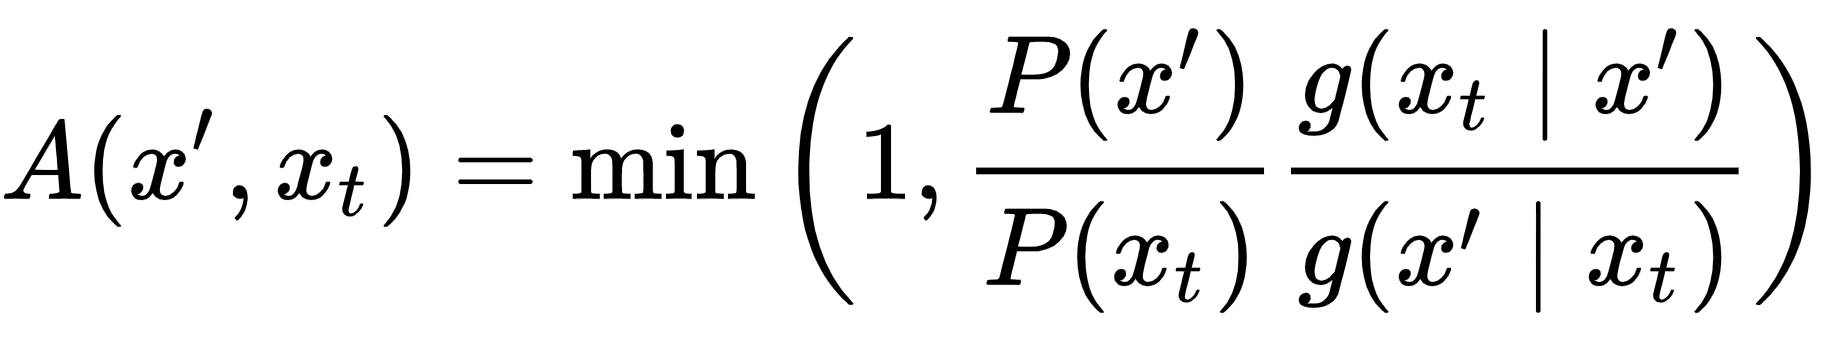 A(x′, x_t) = min(1, \frac{P(x′)}{P(x_t)} \frac{g(x_t | x′)}{g(x′ | x_t)})